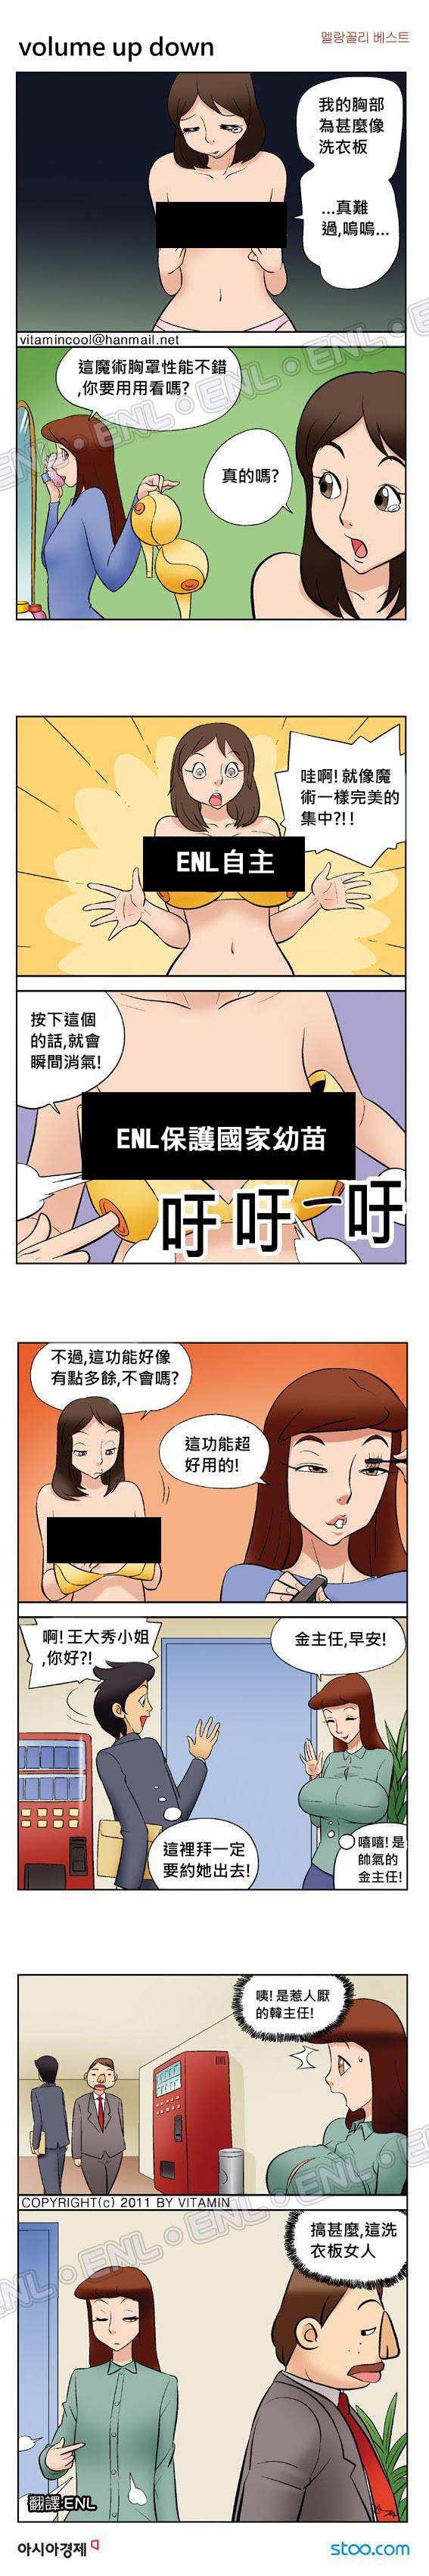 volume up down
멜랑꼴리 베스트
我的胸部
為甚麼像
洗衣板
...真難
過,嗚嗚...
vitamincool@hanmail.net
這魔術胸罩性能不錯
,你要用用看嗎?
真的嗎?
ENL ENL ENL ENL
哇啊! 就像魔
術一樣完美的
集中?!!
ENL自主
按下這個
的話,就會
瞬間消氣!
ENL保護國家幼苗
吁 吁一吁
不過,這功能好像
有點多餘,不會嗎?
這功能超
好用的!
啊! 王大秀小姐
,你好?!
金主任,早安!
這裡拜一定
要約她出去!
嘻嘻! 是
帥氣的
金主任!
咦! 是惹人厭
的韓主任!
COPYRIGHT(c) 2011 BY VITAMIN
ENL ENL ENL ENL
搞甚麼,這洗
衣板女人
翻譯:ENL
아시아경제
stoo.com